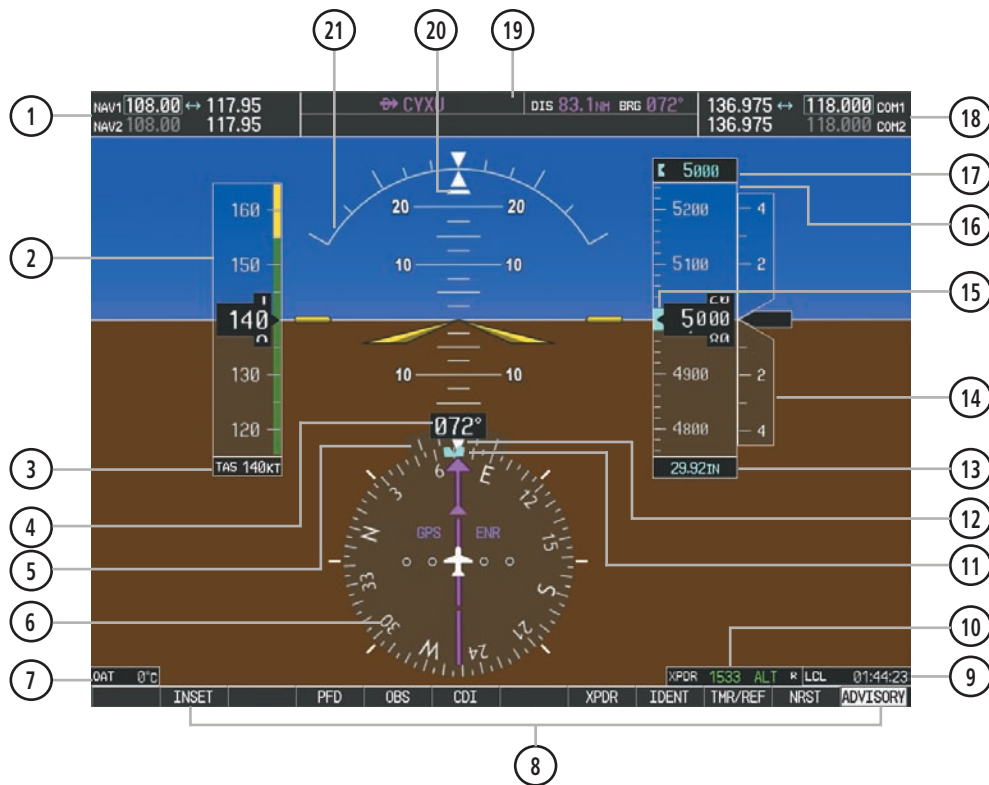 21 20 19
1 NAV1 108.00 ↔ 117.95 D CYXU DIS 83.1NM BRG 072° 136.975 ↔ 118.000 COM1 18
NAV2 108.00 117.95 136.975 118.000 COM2
5000 17
160 20 20 5200 4 16
2 150 10 10 5100 2
1 20 15
140 5000
0 80
130 10 10 4900 2 14
120 4800 4
072°
3 TAS 140KT 29.92IN 13
4 12
5 11
N 3 6 E 12 15 S 21 24 W 30 33
GPS ENR
6
10
7 OAT 0°C XPDR 1533 ALT R LCL 01:44:23 9
INSET PFD OBS CDI XPDR IDENT TMR/REF NRST ADVISORY
8